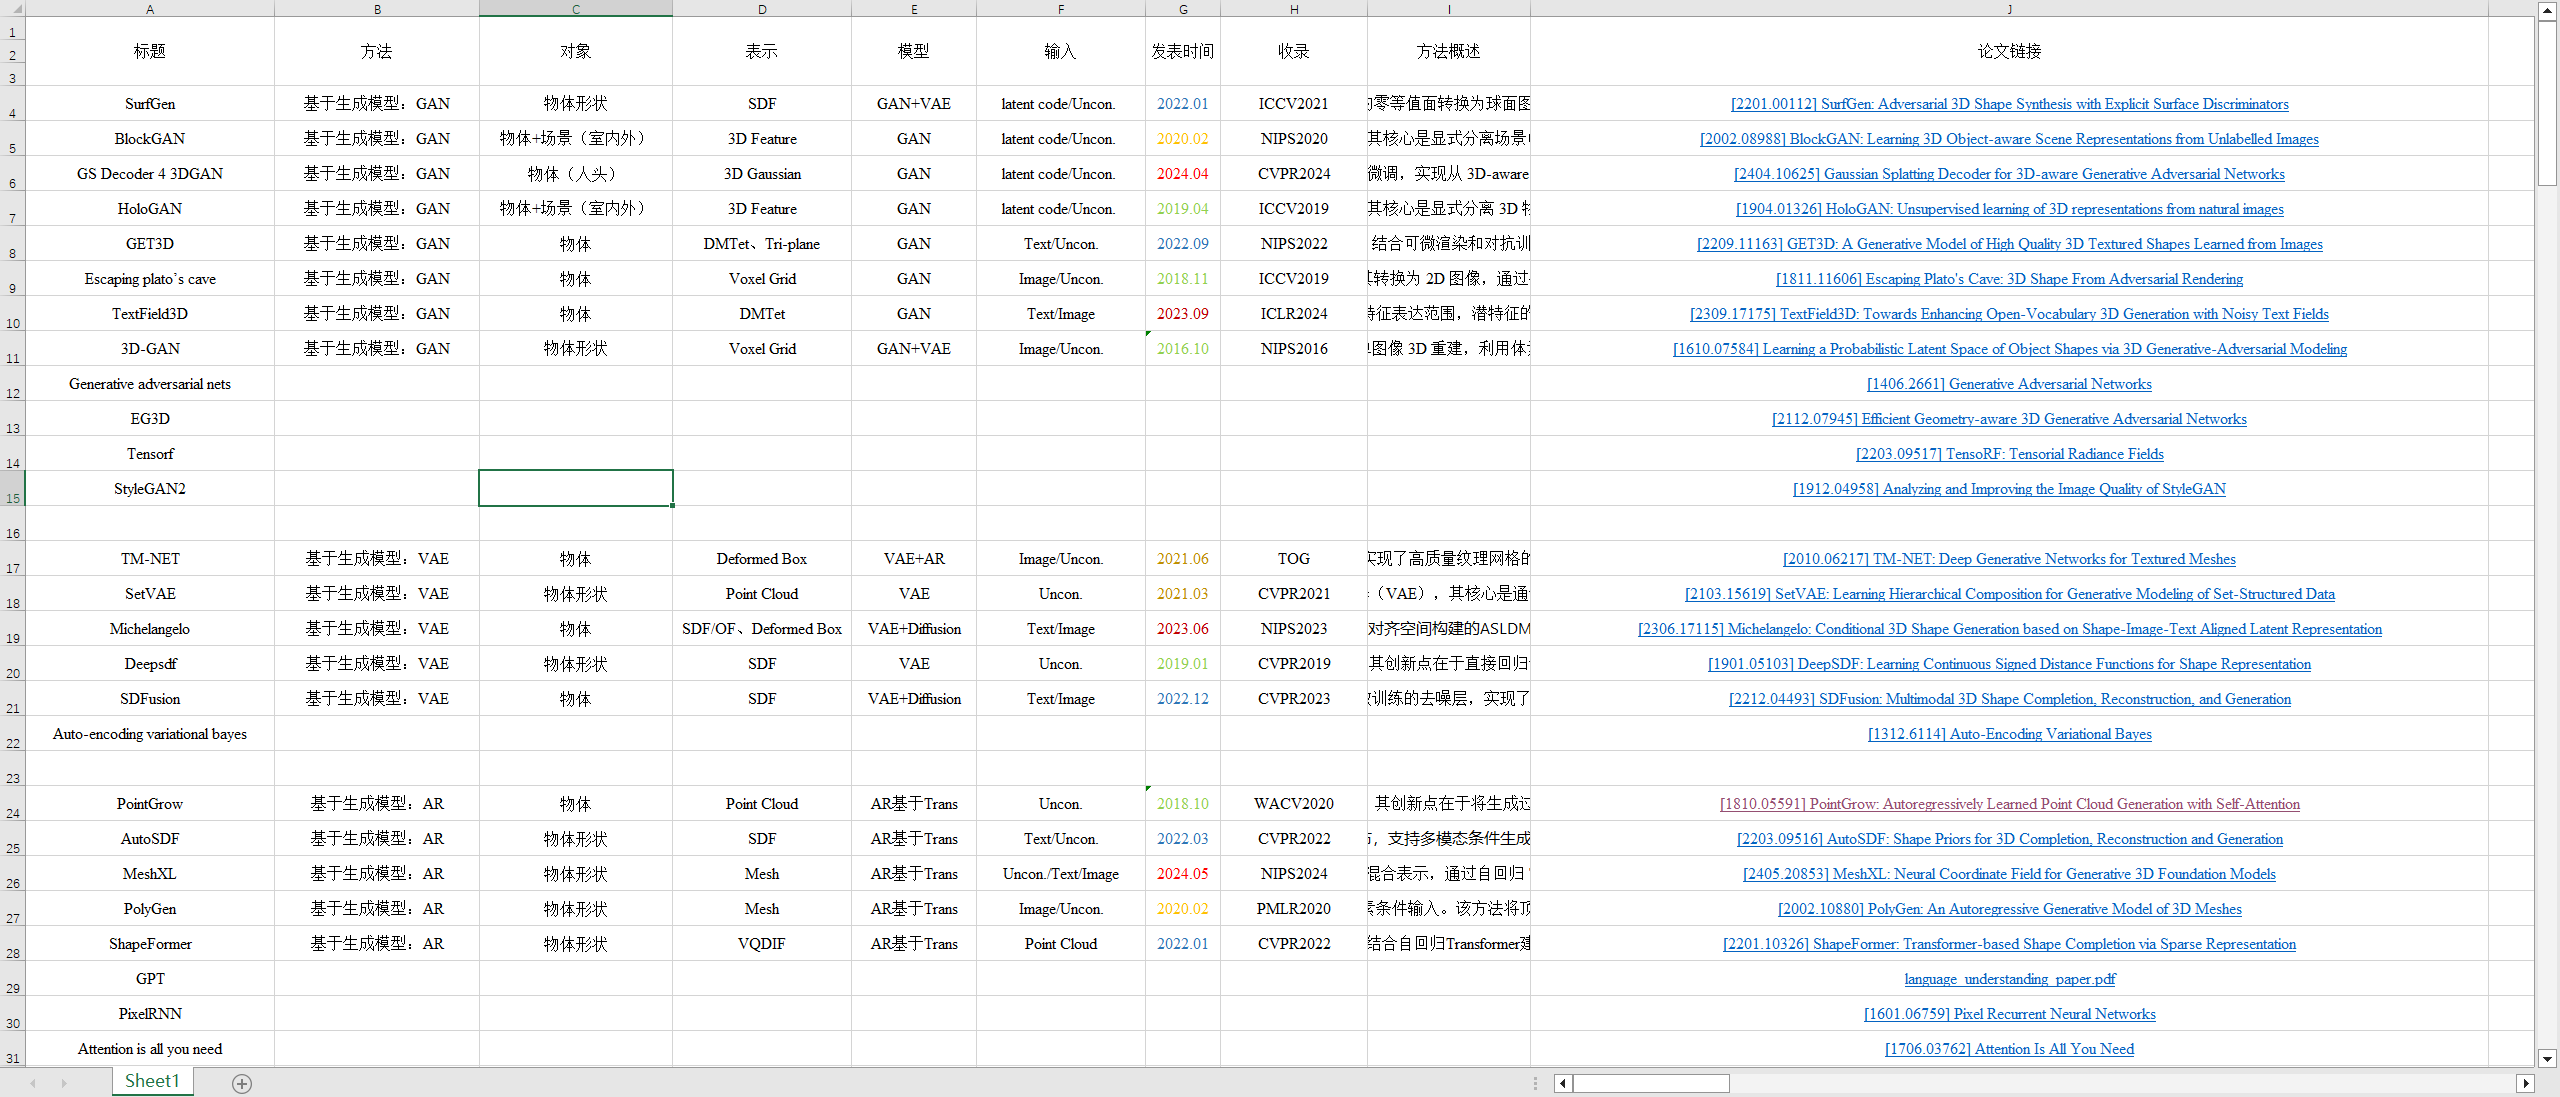 A B C D E F G H I J
1
2 标题 方法 对象 表示 模型 输入 发表时间 收录 方法概述 论文链接
3
4 SurfGen 基于生成模型：GAN 物体形状 SDF GAN+VAE latent code/Uncon. 2022.01 ICCV2021 零等值面转换为球面图 [2201.00112] SurfGen: Adversarial 3D Shape Synthesis with Explicit Surface Discriminators
5 BlockGAN 基于生成模型：GAN 物体+场景（室内外） 3D Feature GAN latent code/Uncon. 2020.02 NIPS2020 其核心是显式分离场景 [2002.08988] BlockGAN: Learning 3D Object-aware Scene Representations from Unlabelled Images
6 GS Decoder 4 3DGAN 基于生成模型：GAN 物体（人头） 3D Gaussian GAN latent code/Uncon. 2024.04 CVPR2024 微调，实现从 3D-aware [2404.10625] Gaussian Splatting Decoder for 3D-aware Generative Adversarial Networks
7 HoloGAN 基于生成模型：GAN 物体+场景（室内外） 3D Feature GAN latent code/Uncon. 2019.04 ICCV2019 其核心是显式分离 3D [1904.01326] HoloGAN: Unsupervised learning of 3D representations from natural images
8 GET3D 基于生成模型：GAN 物体 DMTet、Tri-plane GAN Text/Uncon. 2022.09 NIPS2022 结合可微渲染和对抗训 [2209.11163] GET3D: A Generative Model of High Quality 3D Textured Shapes Learned from Images
9 Escaping plato’s cave 基于生成模型：GAN 物体 Voxel Grid GAN Image/Uncon. 2018.11 ICCV2019 转换为 2D 图像，通过 [1811.11606] Escaping Plato's Cave: 3D Shape From Adversarial Rendering
10 TextField3D 基于生成模型：GAN 物体 DMTet GAN Text/Image 2023.09 ICLR2024 特征表达范围，潜特征的 [2309.17175] TextField3D: Towards Enhancing Open-Vocabulary 3D Generation with Noisy Text Fields
11 3D-GAN 基于生成模型：GAN 物体形状 Voxel Grid GAN+VAE Image/Uncon. 2016.10 NIPS2016 图像 3D 重建，利用体 [1610.07584] Learning a Probabilistic Latent Space of Object Shapes via 3D Generative-Adversarial Modeling
12 Generative adversarial nets [1406.2661] Generative Adversarial Networks
13 EG3D [2112.07945] Efficient Geometry-aware 3D Generative Adversarial Networks
14 Tensorf [2203.09517] TensoRF: Tensorial Radiance Fields
15 StyleGAN2 [1912.04958] Analyzing and Improving the Image Quality of StyleGAN
16
17 TM-NET 基于生成模型：VAE 物体 Deformed Box VAE+AR Image/Uncon. 2021.06 TOG 实现了高质量纹理网格的 [2010.06217] TM-NET: Deep Generative Networks for Textured Meshes
18 SetVAE 基于生成模型：VAE 物体形状 Point Cloud VAE Uncon. 2021.03 CVPR2021 （VAE），其核心是通 [2103.15619] SetVAE: Learning Hierarchical Composition for Generative Modeling of Set-Structured Data
19 Michelangelo 基于生成模型：VAE 物体 SDF/OF、Deformed Box VAE+Diffusion Text/Image 2023.06 NIPS2023 对齐空间构建的ASLDM [2306.17115] Michelangelo: Conditional 3D Shape Generation based on Shape-Image-Text Aligned Latent Representation
20 Deepsdf 基于生成模型：VAE 物体形状 SDF VAE Uncon. 2019.01 CVPR2019 其创新点在于直接回归 [1901.05103] DeepSDF: Learning Continuous Signed Distance Functions for Shape Representation
21 SDFusion 基于生成模型：VAE 物体 SDF VAE+Diffusion Text/Image 2022.12 CVPR2023 训练的去噪层，实现了 [2212.04493] SDFusion: Multimodal 3D Shape Completion, Reconstruction, and Generation
22 Auto-encoding variational bayes [1312.6114] Auto-Encoding Variational Bayes
23
24 PointGrow 基于生成模型：AR 物体 Point Cloud AR基于Trans Uncon. 2018.10 WACV2020 其创新点在于将生成过 [1810.05591] PointGrow: Autoregressively Learned Point Cloud Generation with Self-Attention
25 AutoSDF 基于生成模型：AR 物体形状 SDF AR基于Trans Text/Uncon. 2022.03 CVPR2022 ，支持多模态条件生成 [2203.09516] AutoSDF: Shape Priors for 3D Completion, Reconstruction and Generation
26 MeshXL 基于生成模型：AR 物体形状 Mesh AR基于Trans Uncon./Text/Image 2024.05 NIPS2024 混合表示，通过自回归 [2405.20853] MeshXL: Neural Coordinate Field for Generative 3D Foundation Models
27 PolyGen 基于生成模型：AR 物体形状 Mesh AR基于Trans Image/Uncon. 2020.02 PMLR2020 条件输入。该方法将顶 [2002.10880] PolyGen: An Autoregressive Generative Model of 3D Meshes
28 ShapeFormer 基于生成模型：AR 物体形状 VQDIF AR基于Trans Point Cloud 2022.01 CVPR2022 结合自回归Transformer建 [2201.10326] ShapeFormer: Transformer-based Shape Completion via Sparse Representation
29 GPT language_understanding_paper.pdf
30 PixelRNN [1601.06759] Pixel Recurrent Neural Networks
31 Attention is all you need [1706.03762] Attention Is All You Need
Sheet1